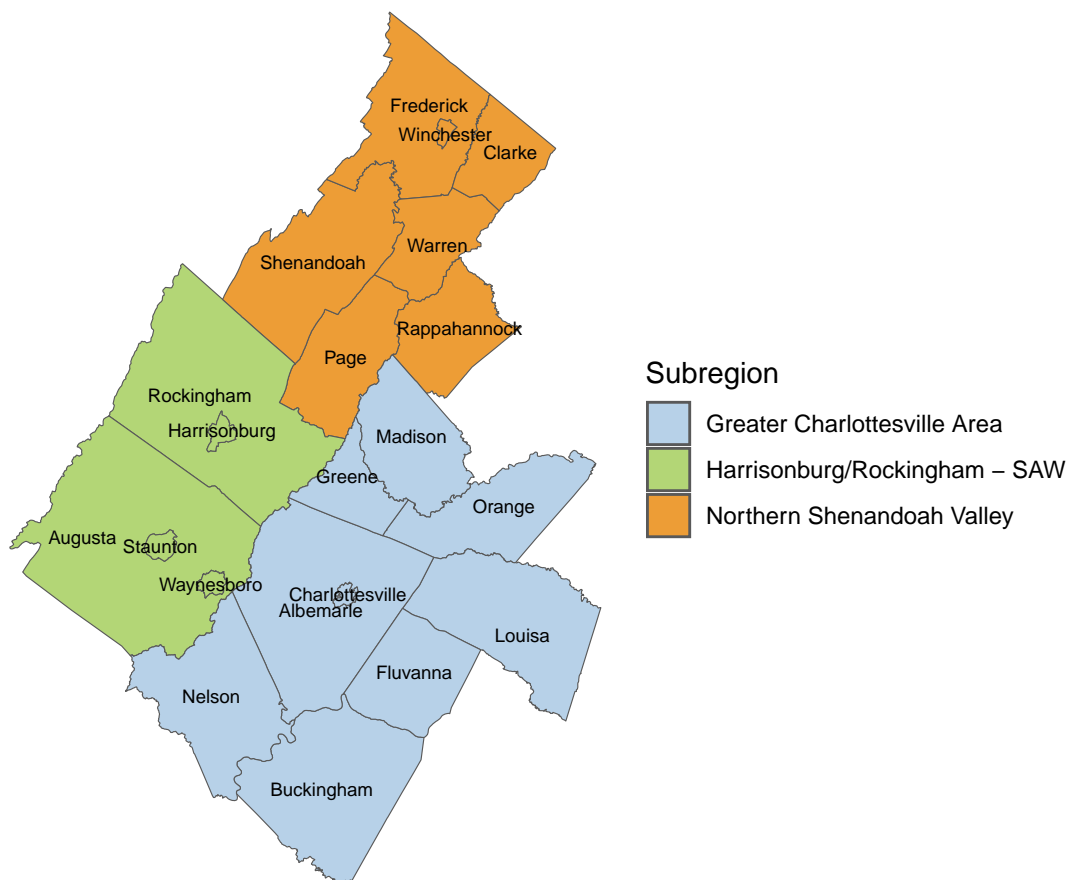 Frederick
Winchester
Clarke
Warren
Shenandoah
Rappahannock
Page
Rockingham
Harrisonburg
Madison
Greene
Orange
Augusta
Staunton
Waynesboro
Charlottesville
Albemarle
Louisa
Fluvanna
Nelson
Buckingham
Subregion
Greater Charlottesville Area
Harrisonburg/Rockingham – SAW
Northern Shenandoah Valley